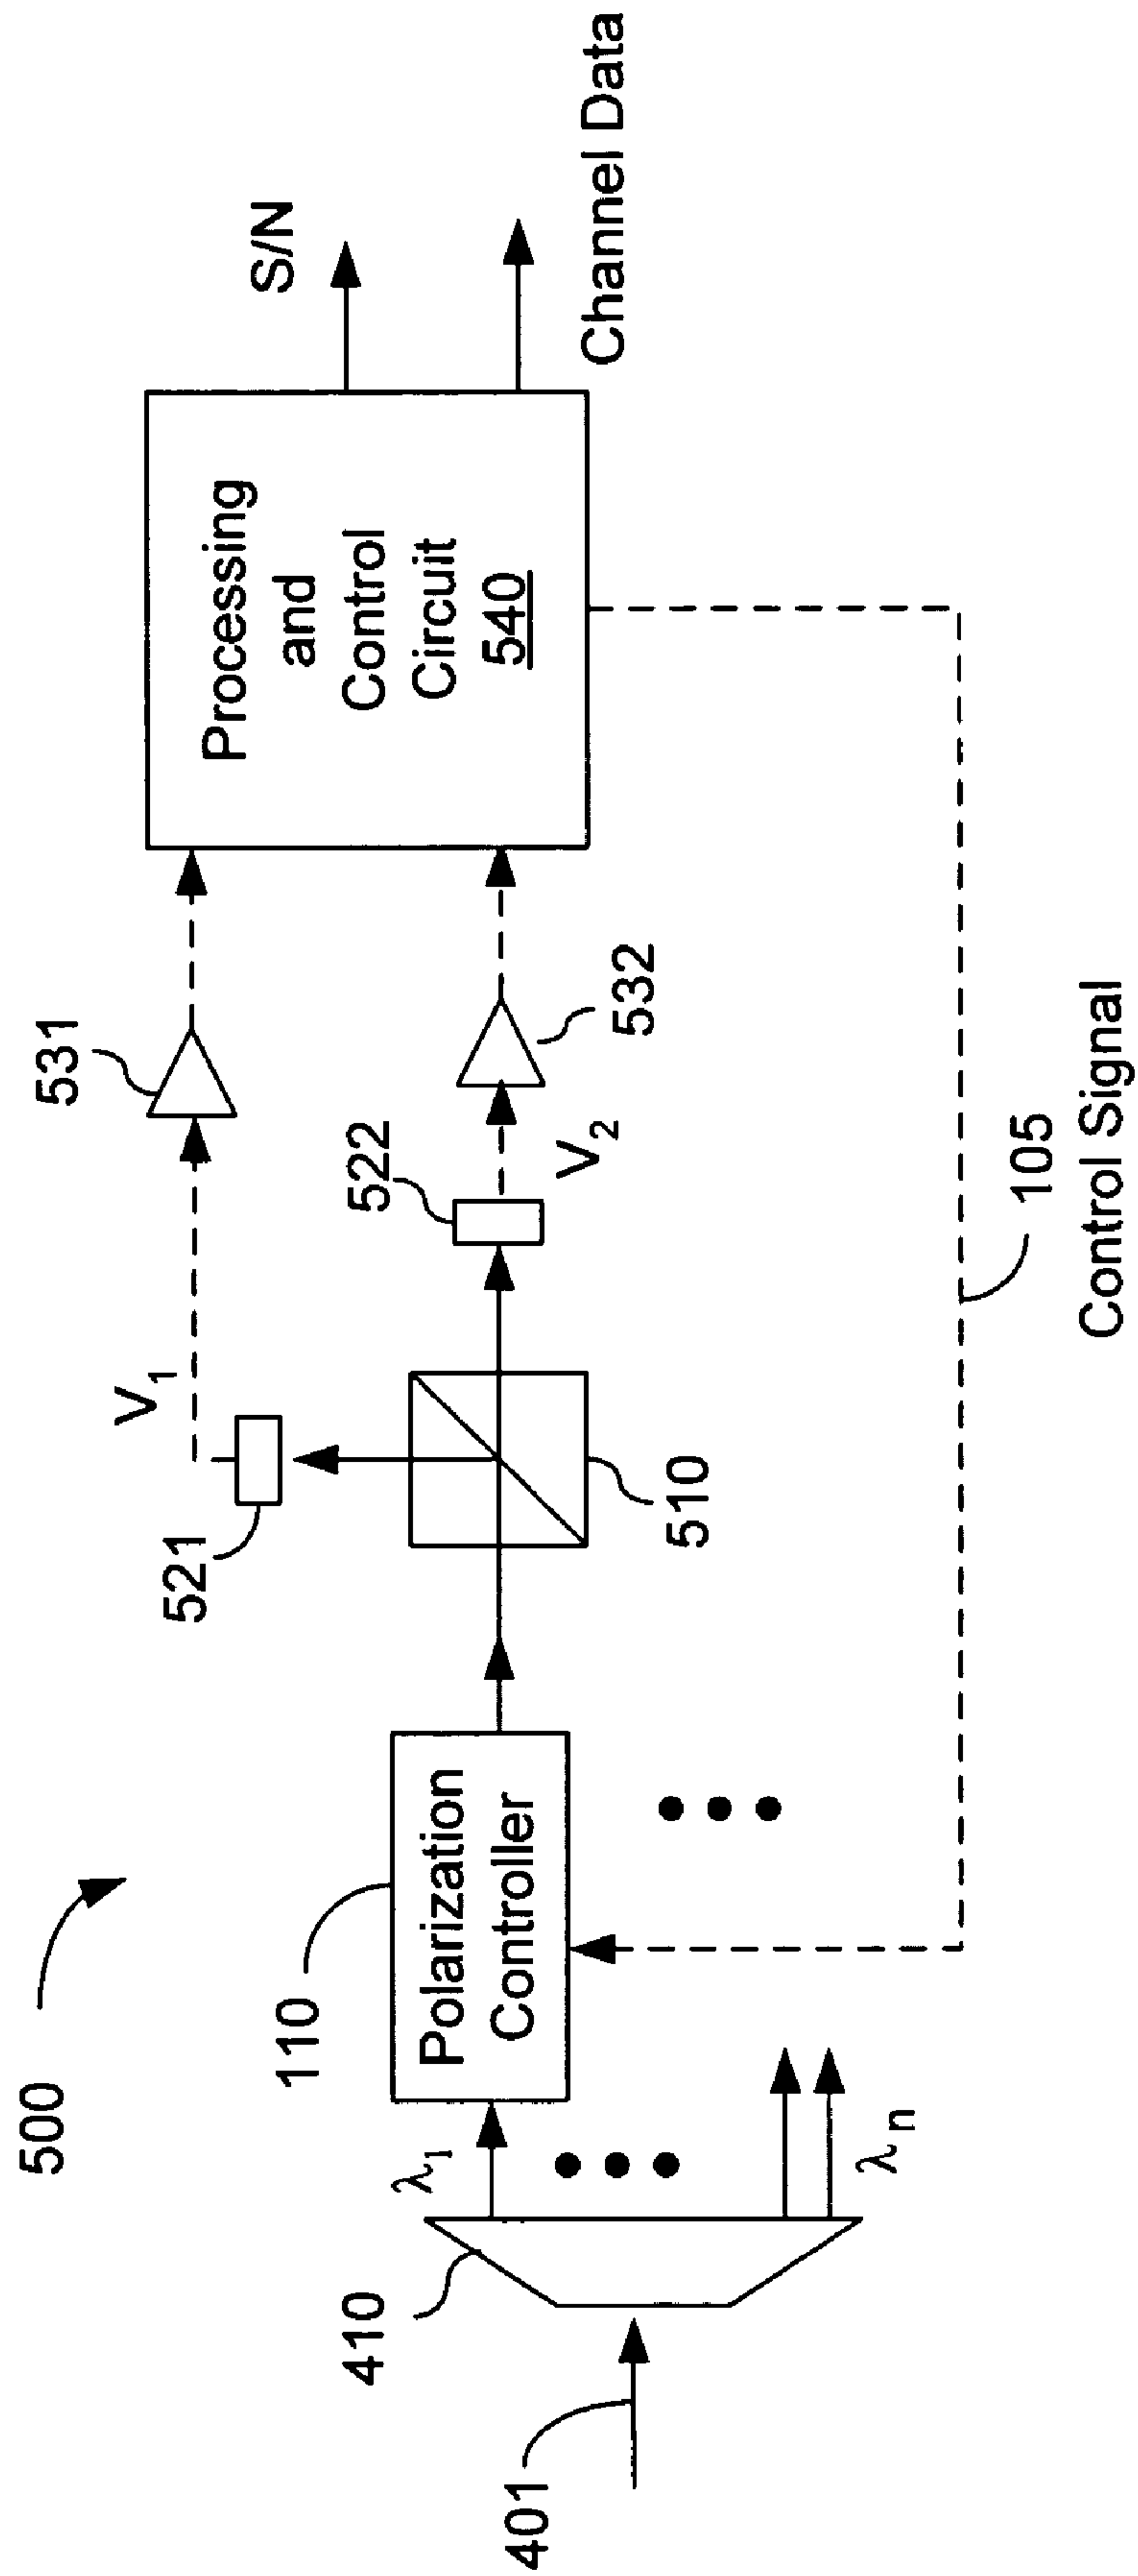 500
401
410
λ1
λn
110
Polarization
Controller
510
521
V1
522
V2
531
532
Processing
and
Control
Circuit
540
S/N
Channel Data
105
Control Signal